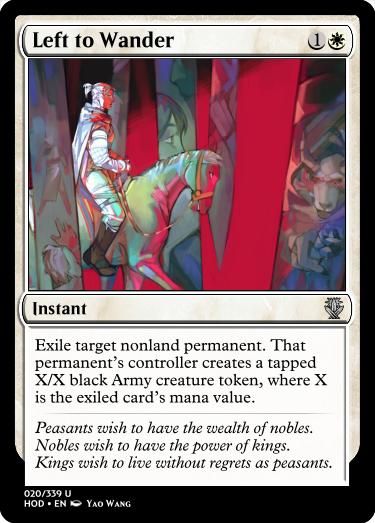 Left to Wander
1
Instant
Exile target nonland permanent. That
permanent's controller creates a tapped
X/X black Army creature token, where X
is the exiled card's mana value.
Peasants wish to have the wealth of nobles.
Nobles wish to have the power of kings.
Kings wish to live without regrets as peasants.
020/339 U
HOD • EN Yao Wang